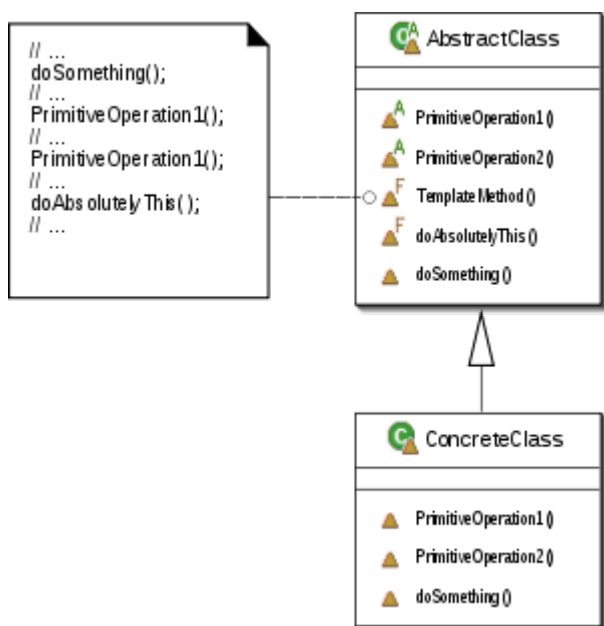 // ...
doSomething();
// ...
PrimitiveOperation1();
// ...
PrimitiveOperation1();
// ...
doAbsolutelyThis();
// ...
C A AbstractClass
A PrimitiveOperation1()
A PrimitiveOperation2()
F TemplateMethod()
F doAbsolutelyThis()
doSomething()
C ConcreteClass
PrimitiveOperation1()
PrimitiveOperation2()
doSomething()